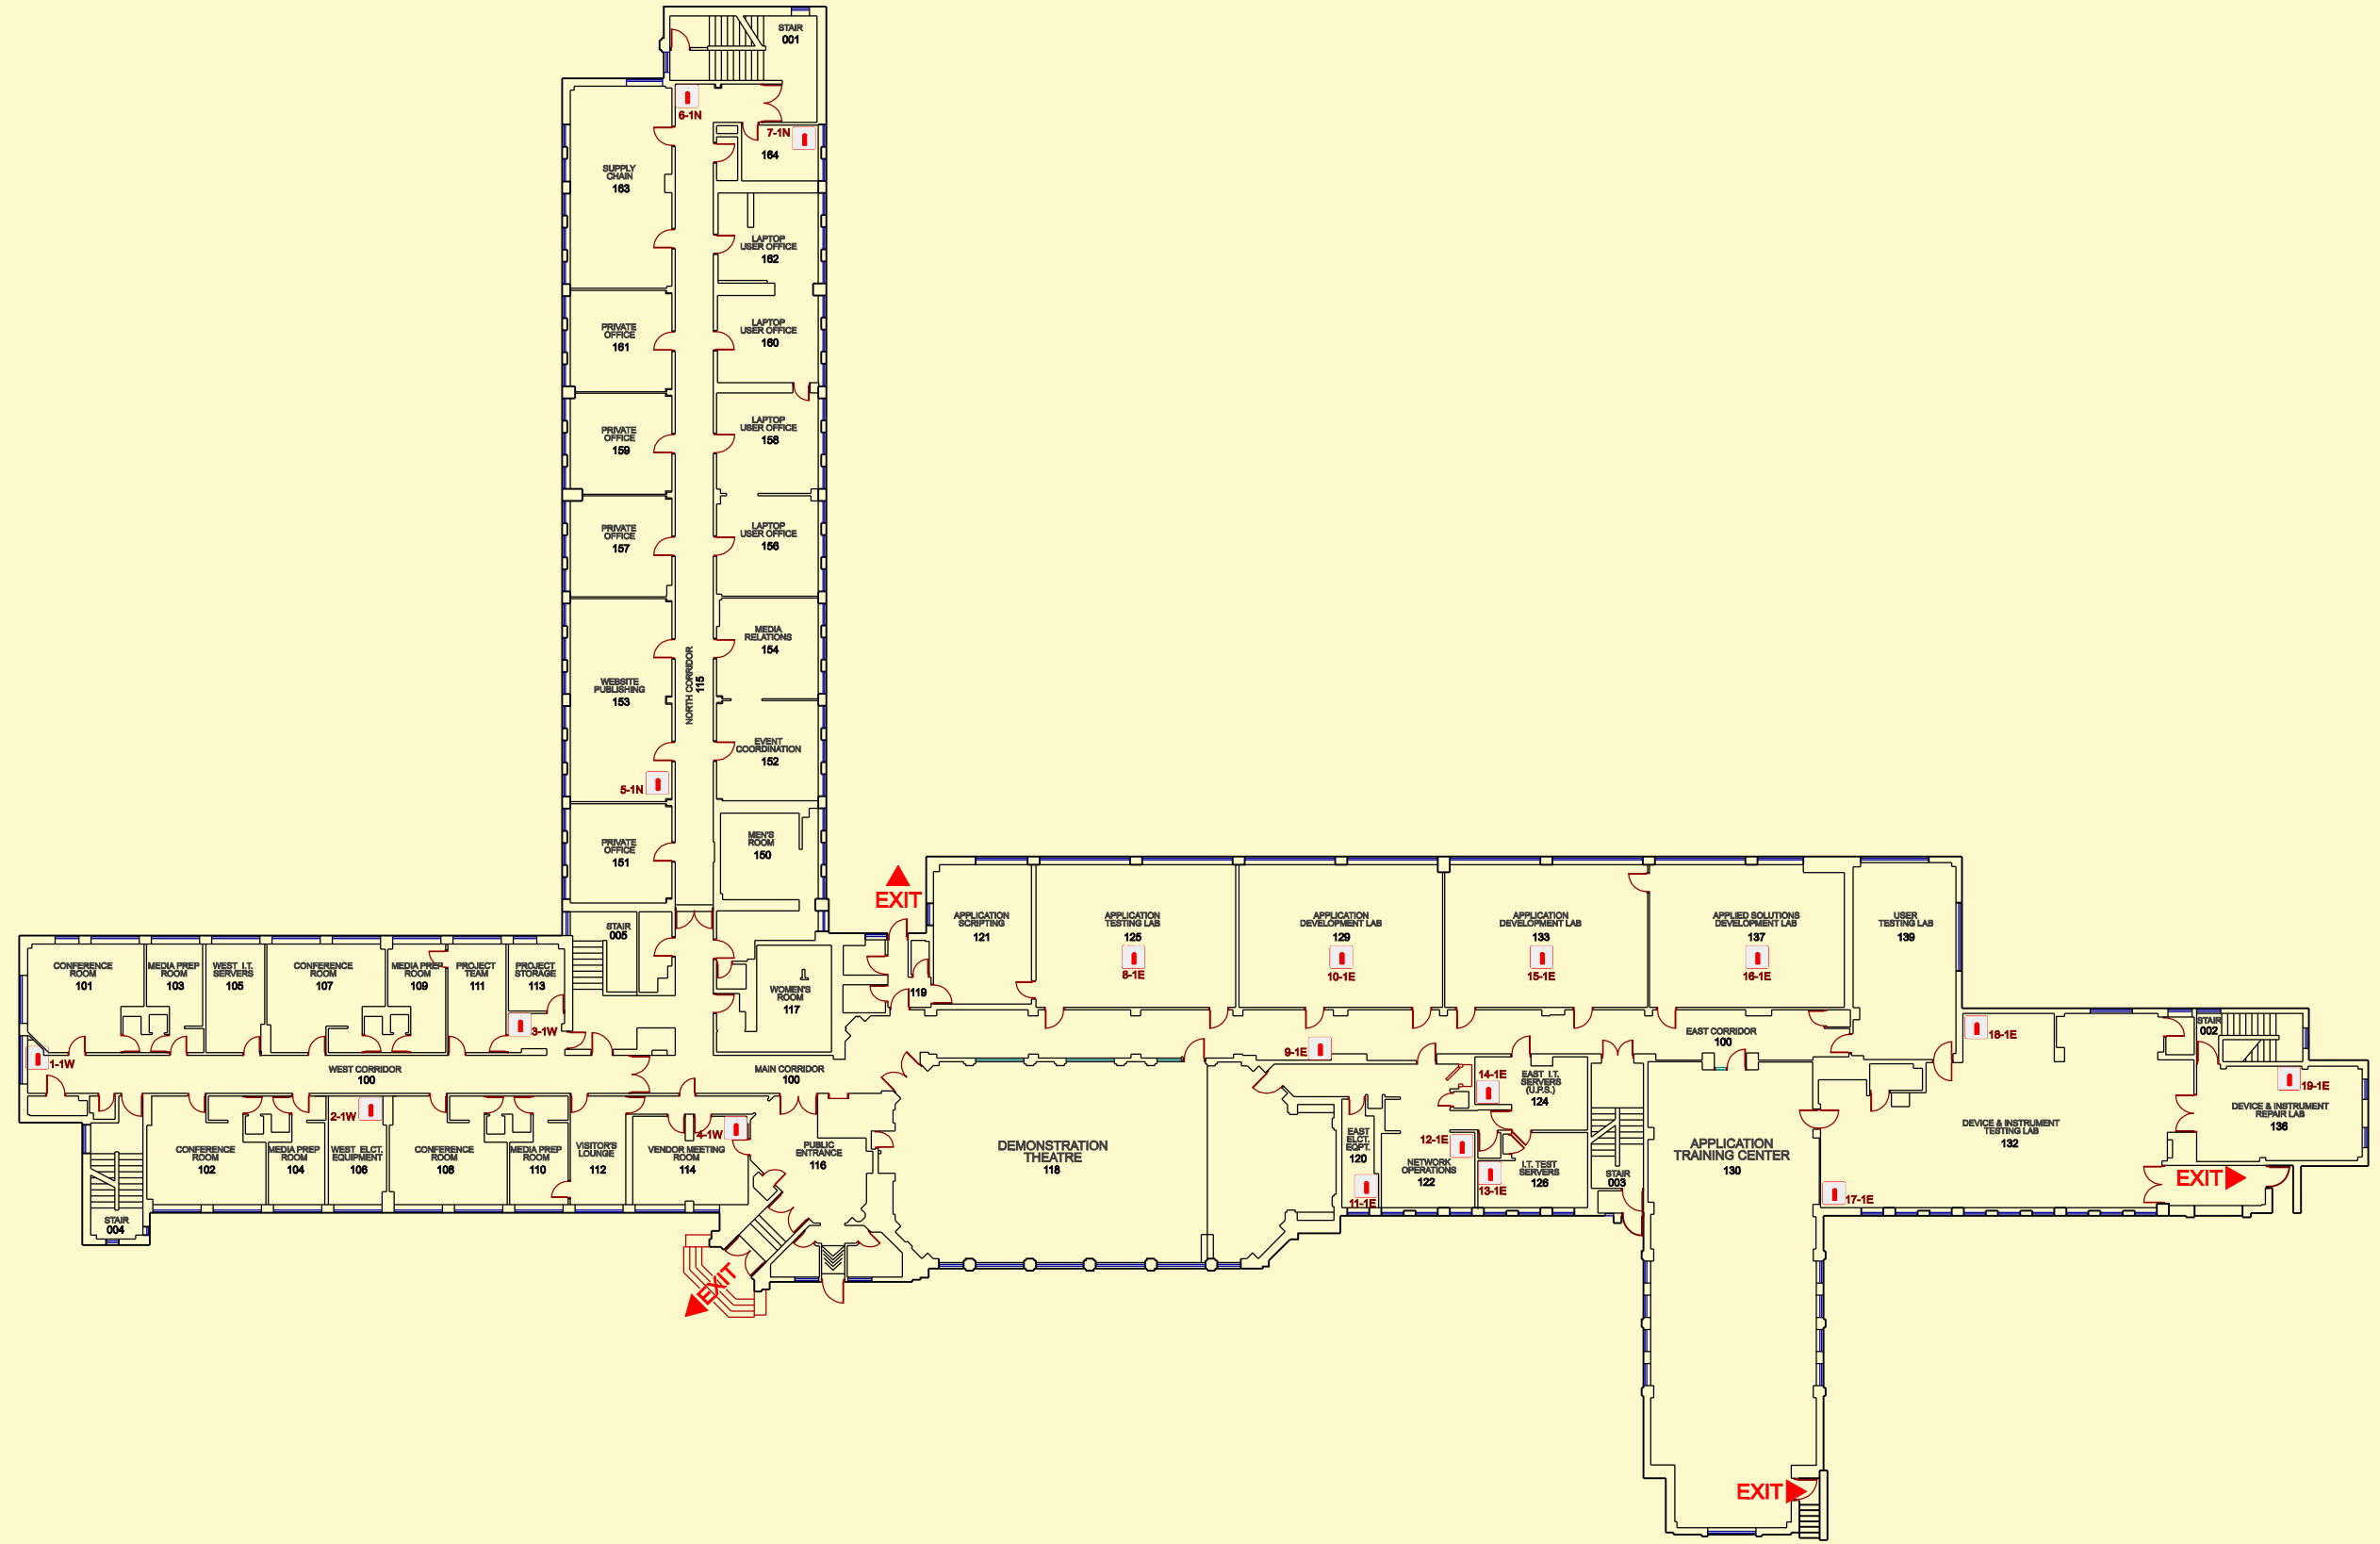 STAIR
001
6-1N
7-1N
164
SUPPLY
CHAIN
163
LAPTOP
USER OFFICE
162
PRIVATE
OFFICE
161
LAPTOP
USER OFFICE
160
PRIVATE
OFFICE
159
LAPTOP
USER OFFICE
158
PRIVATE
OFFICE
157
LAPTOP
USER OFFICE
156
MEDIA
RELATIONS
154
WEBSITE
PUBLISHING
153
NORTH CORRIDOR
115
EVENT
COORDINATION
152
5-1N
PRIVATE
OFFICE
151
MEN'S
ROOM
150
EXIT
STAIR
005
CONFERENCE
ROOM
101
MEDIA PREP
ROOM
103
WEST I.T.
SERVERS
105
CONFERENCE
ROOM
107
MEDIA PREP
ROOM
109
PROJECT
TEAM
111
PROJECT
STORAGE
113
3-1W
1-1W
WEST CORRIDOR
100
WOMEN'S
ROOM
117
MAIN CORRIDOR
100
119
APPLICATION
SCRIPTING
121
APPLICATION
TESTING LAB
125
8-1E
APPLICATION
DEVELOPMENT LAB
129
10-1E
APPLICATION
DEVELOPMENT LAB
133
15-1E
APPLIED SOLUTIONS
DEVELOPMENT LAB
137
16-1E
USER
TESTING LAB
139
EAST CORRIDOR
100
9-1E
18-1E
STAIR
002
19-1E
CONFERENCE
ROOM
102
MEDIA PREP
ROOM
104
2-1W
WEST ELCT.
EQUIPMENT
106
CONFERENCE
ROOM
108
MEDIA PREP
ROOM
110
VISITOR'S
LOUNGE
112
4-1W
VENDOR MEETING
ROOM
114
PUBLIC
ENTRANCE
116
STAIR
004
EXIT
DEMONSTRATION
THEATRE
118
EAST
ELCT.
EQPT.
120
11-1E
12-1E
NETWORK
OPERATIONS
122
14-1E
EAST I.T.
SERVERS
(U.P.S.)
124
13-1E
I.T. TEST
SERVERS
126
STAIR
003
APPLICATION
TRAINING CENTER
130
17-1E
DEVICE & INSTRUMENT
TESTING LAB
132
DEVICE & INSTRUMENT
REPAIR LAB
136
EXIT
EXIT